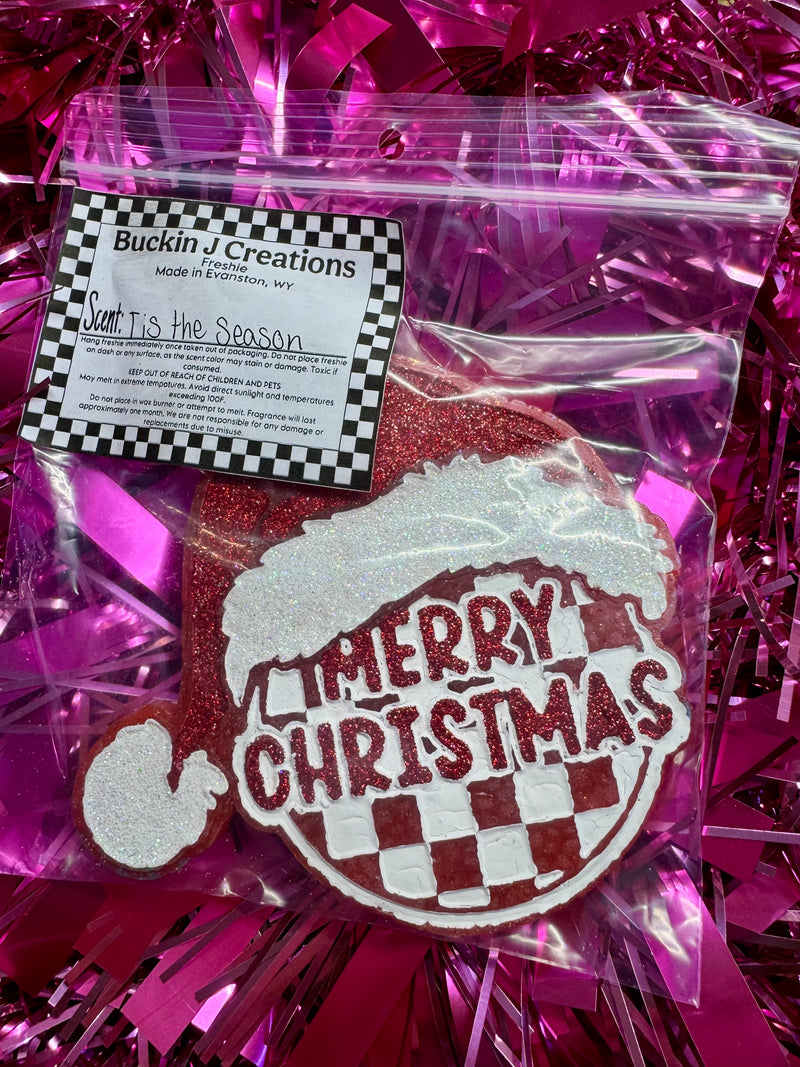 Buckin J Creations
Freshie
Made in Evanston, WY
Scent: Tis the Season
Hang freshie immediately once taken out of packaging. Do not place freshie
on dash or any surface, as the scent color may stain or damage. Toxic if
consumed.
KEEP OUT OF REACH OF CHILDREN AND PETS
May melt in extreme tempatures. Avoid direct sunlight and temperatures
exceeding 100F.
Do not place in wax burner or attempt to melt. Fragrance will last
approximately one month. We are not responsible for any damage or
replacements due to misuse.
MERRY
CHRISTMAS